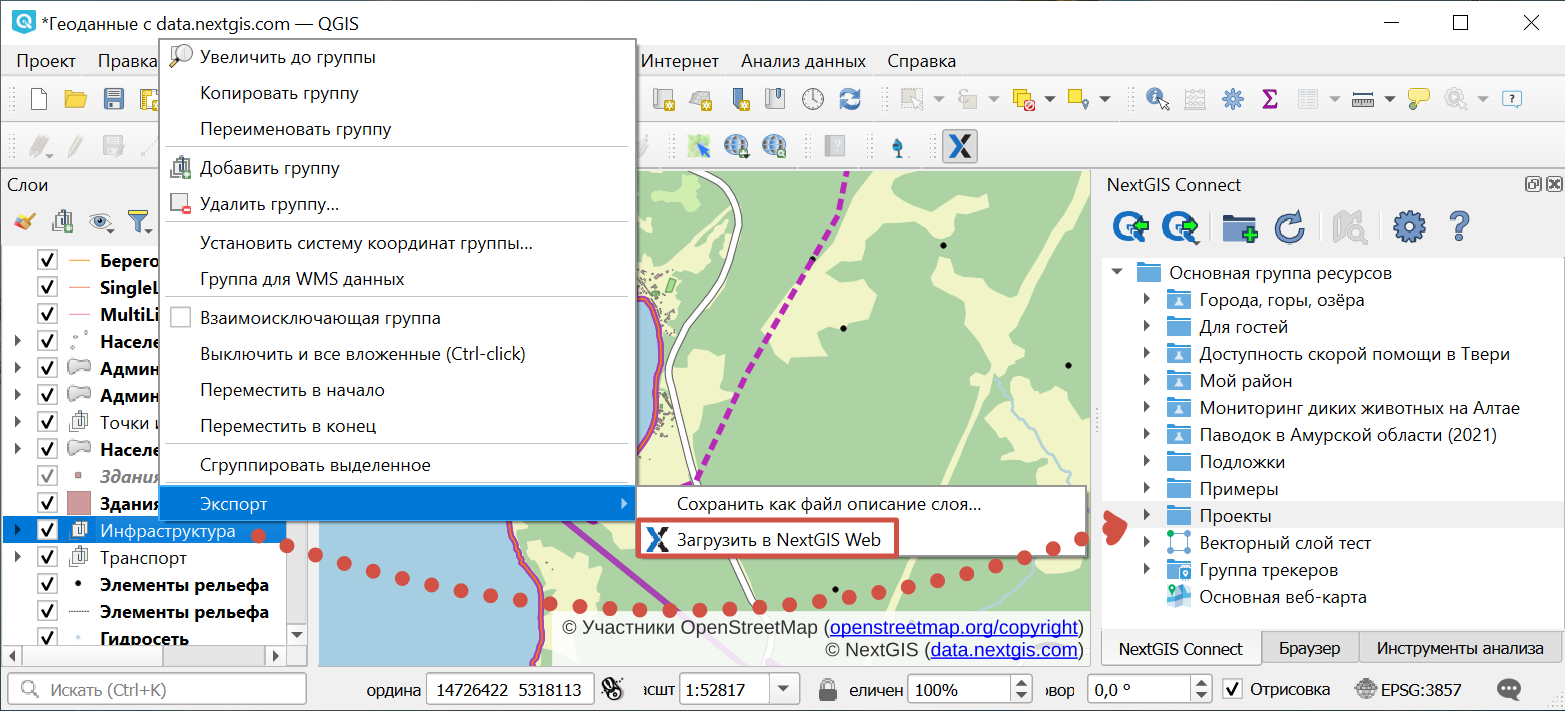 *Геоданные с data.nextgis.com — QGIS
Проект Правка Интернет Анализ данных Справка
Увеличить до группы
Копировать группу
Переименовать группу
Добавить группу
Удалить группу...
Установить систему координат группы...
Группа для WMS данных
Взаимоисключающая группа
Выключить и все вложенные (Ctrl-click)
Переместить в начало
Переместить в конец
Сгруппировать выделенное
Экспорт
Сохранить как файл описание слоя...
Загрузить в NextGIS Web
Слои
Берего
SingleL
MultiLi
Населе
Админ
Админ
Точки и
Населе
Здания
Здания
Инфраструктура
Транспорт
Элементы рельефа
Элементы рельефа
Гидросеть
© Участники OpenStreetMap (openstreetmap.org/copyright)
© NextGIS (data.nextgis.com)
NextGIS Connect
Основная группа ресурсов
Города, горы, озёра
Для гостей
Доступность скорой помощи в Твери
Мой район
Мониторинг диких животных на Алтае
Паводок в Амурской области (2021)
Подложки
Примеры
Проекты
Векторный слой тест
Группа трекеров
Основная веб-карта
NextGIS Connect Браузер Инструменты анализа
Искать (Ctrl+K) ордина 14726422 5318113 асшт 1:52817 еличен 100% овор 0,0 ° Отрисовка EPSG:3857